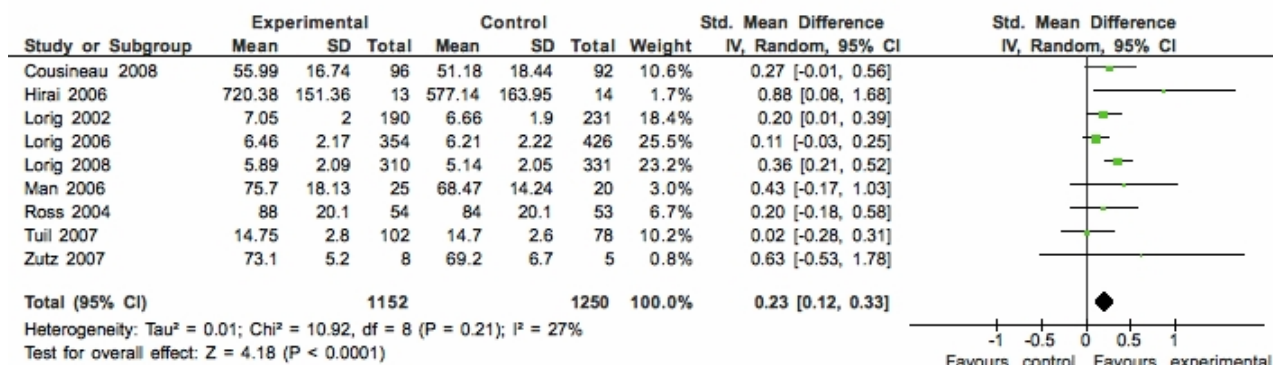 Experimental Control Std. Mean Difference Std. Mean Difference
Study or Subgroup Mean SD Total Mean SD Total Weight IV, Random, 95% CI IV, Random, 95% CI
Cousineau 2008 55.99 16.74 96 51.18 18.44 92 10.6% 0.27 [-0.01, 0.56]
Hirai 2006 720.38 151.36 13 577.14 163.95 14 1.7% 0.88 [0.08, 1.68]
Lorig 2002 7.05 2 190 6.66 1.9 231 18.4% 0.20 [0.01, 0.39]
Lorig 2006 6.46 2.17 354 6.21 2.22 426 25.5% 0.11 [-0.03, 0.25]
Lorig 2008 5.89 2.09 310 5.14 2.05 331 23.2% 0.36 [0.21, 0.52]
Man 2006 75.7 18.13 25 68.47 14.24 20 3.0% 0.43 [-0.17, 1.03]
Ross 2004 88 20.1 54 84 20.1 53 6.7% 0.20 [-0.18, 0.58]
Tuil 2007 14.75 2.8 102 14.7 2.6 78 10.2% 0.02 [-0.28, 0.31]
Zutz 2007 73.1 5.2 8 69.2 6.7 5 0.8% 0.63 [-0.53, 1.78]
Total (95% CI) 1152 1250 100.0% 0.23 [0.12, 0.33]
Heterogeneity: Tau² = 0.01; Chi² = 10.92, df = 8 (P = 0.21); I² = 27%
Test for overall effect: Z = 4.18 (P < 0.0001)
-1 -0.5 0 0.5 1
Favours control Favours experimental